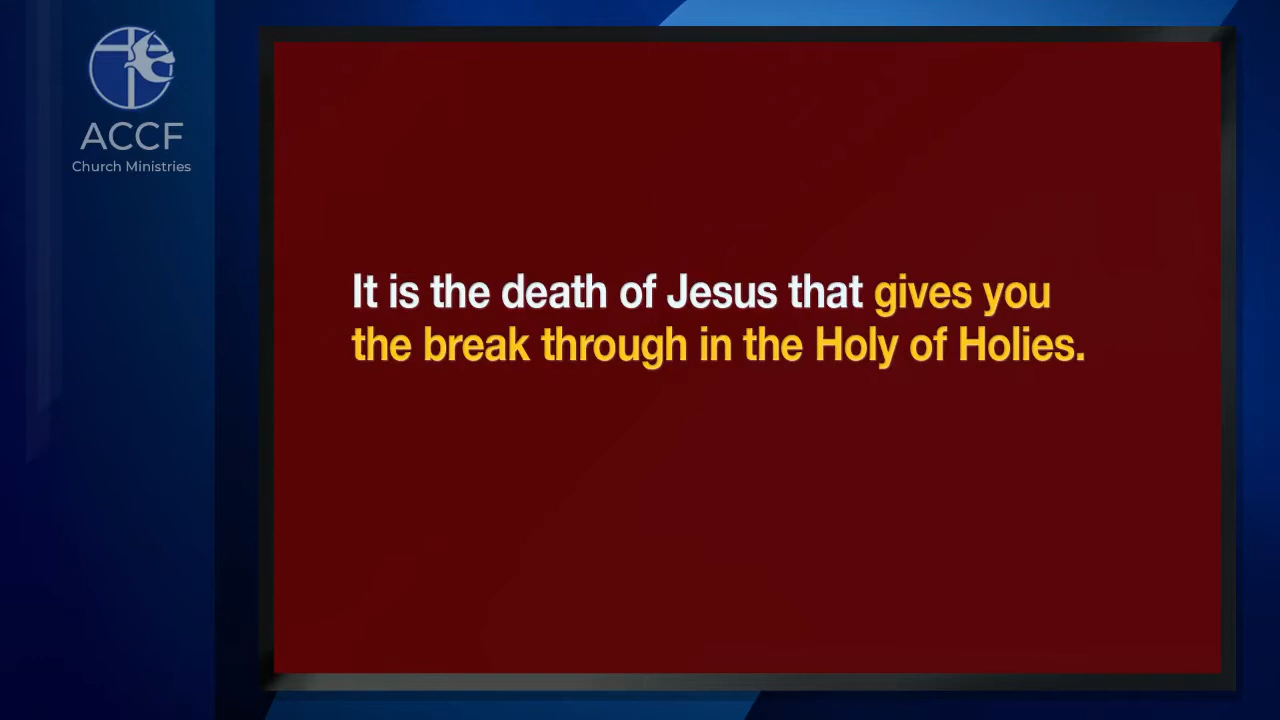 ACCF
Church Ministries
It is the death of Jesus that gives you
the break through in the Holy of Holies.